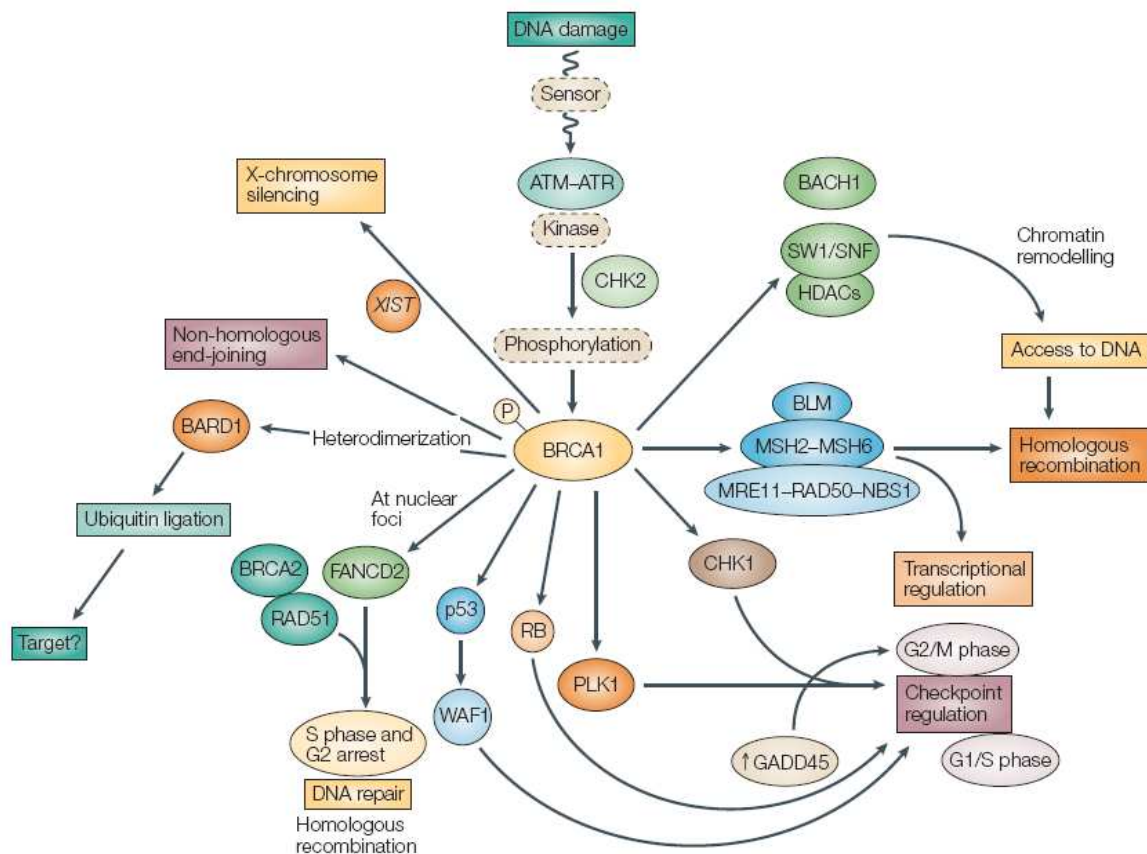 DNA damage
Sensor
ATM–ATR
Kinase
CHK2
Phosphorylation
X-chromosome
silencing
XIST
Non-homologous
end-joining
BARD1
Heterodimerization
Ubiquitin ligation
Target?
P
BRCA1
BACH1
SW1/SNF
HDACs
Chromatin
remodelling
Access to DNA
BLM
MSH2–MSH6
MRE11–RAD50–NBS1
Homologous
recombination
Transcriptional
regulation
At nuclear
foci
BRCA2
RAD51
FANCD2
S phase and
G2 arrest
DNA repair
Homologous
recombination
p53
WAF1
RB
PLK1
CHK1
↑GADD45
G2/M phase
Checkpoint
regulation
G1/S phase